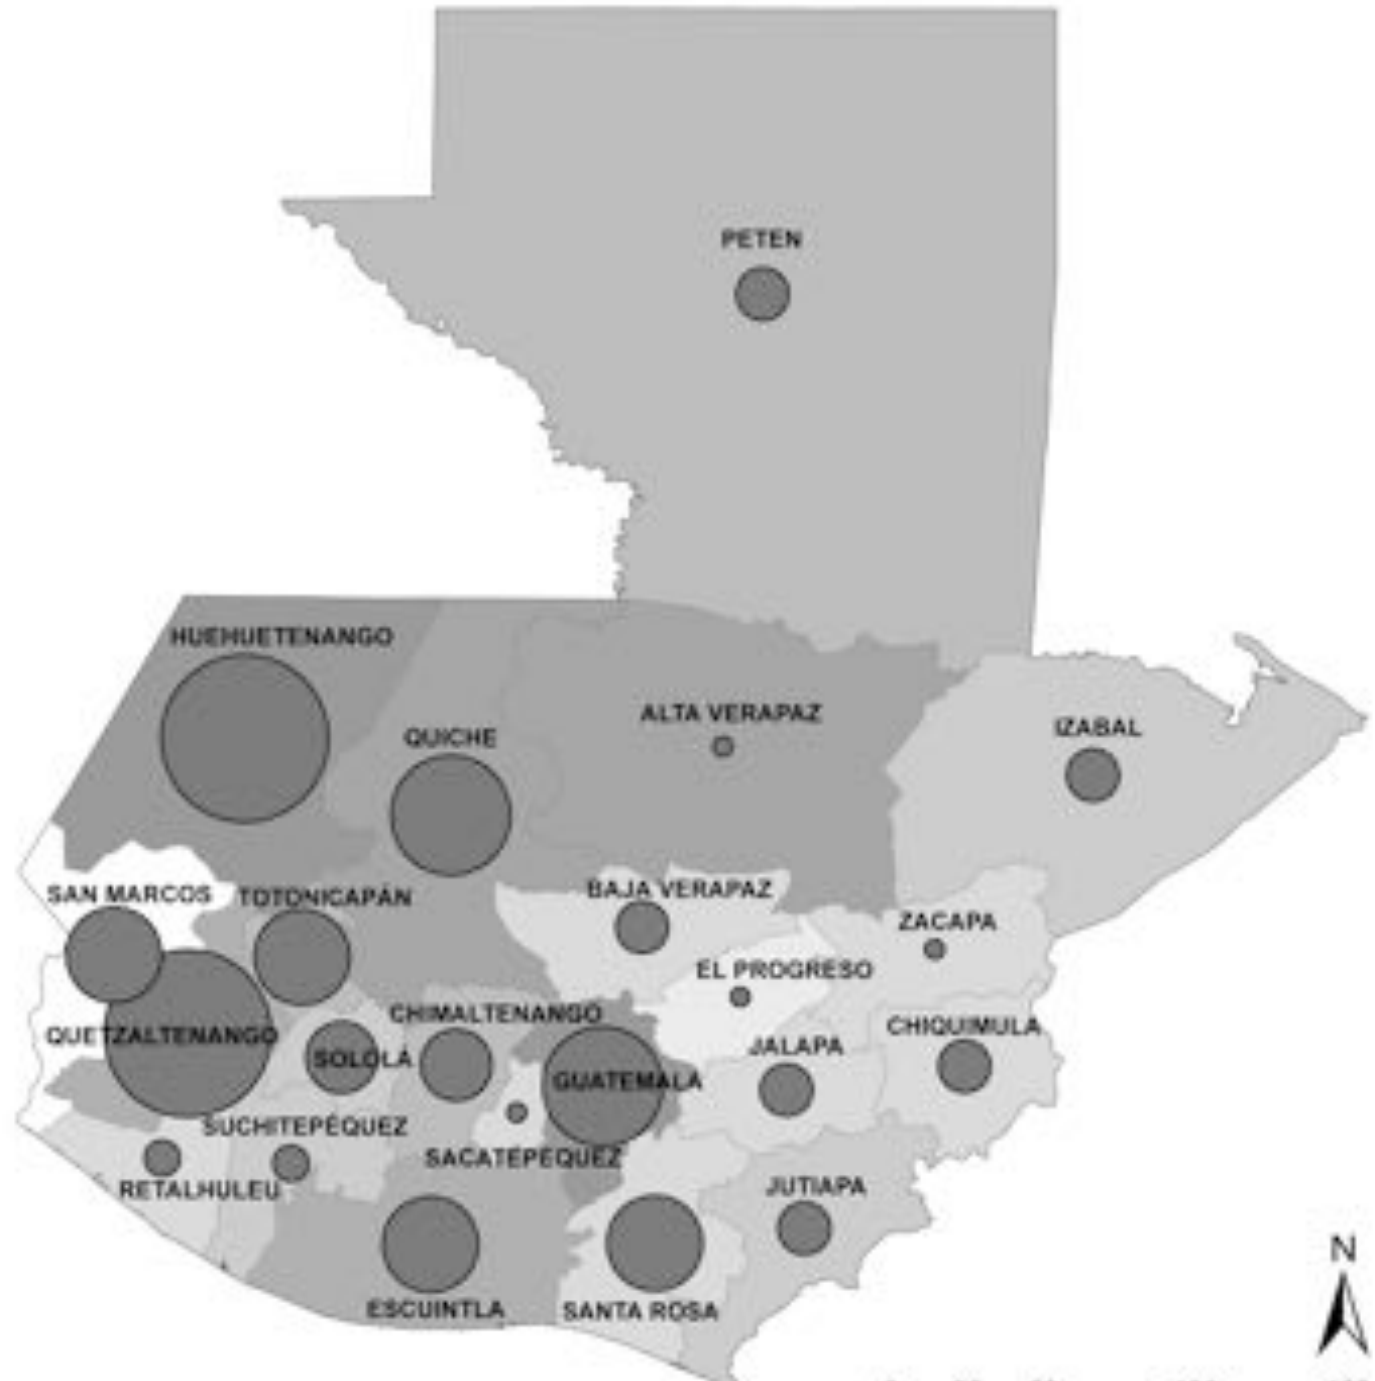 PETEN
HUEHUETENANGO
ALTA VERAPAZ
QUICHE
IZABAL
SAN MARCOS
TOTONICAPÁN
BAJA VERAPAZ
ZACAPA
EL PROGRESO
CHIMALTENANGO
CHIQUIMULA
QUETZALTENANGO
JALAPA
SOLOLÁ
GUATEMALA
SUCHITEPÉQUEZ
SACATEPEQUEZ
RETALHULEU
JUTIAPA
N
ESCUINTLA
SANTA ROSA